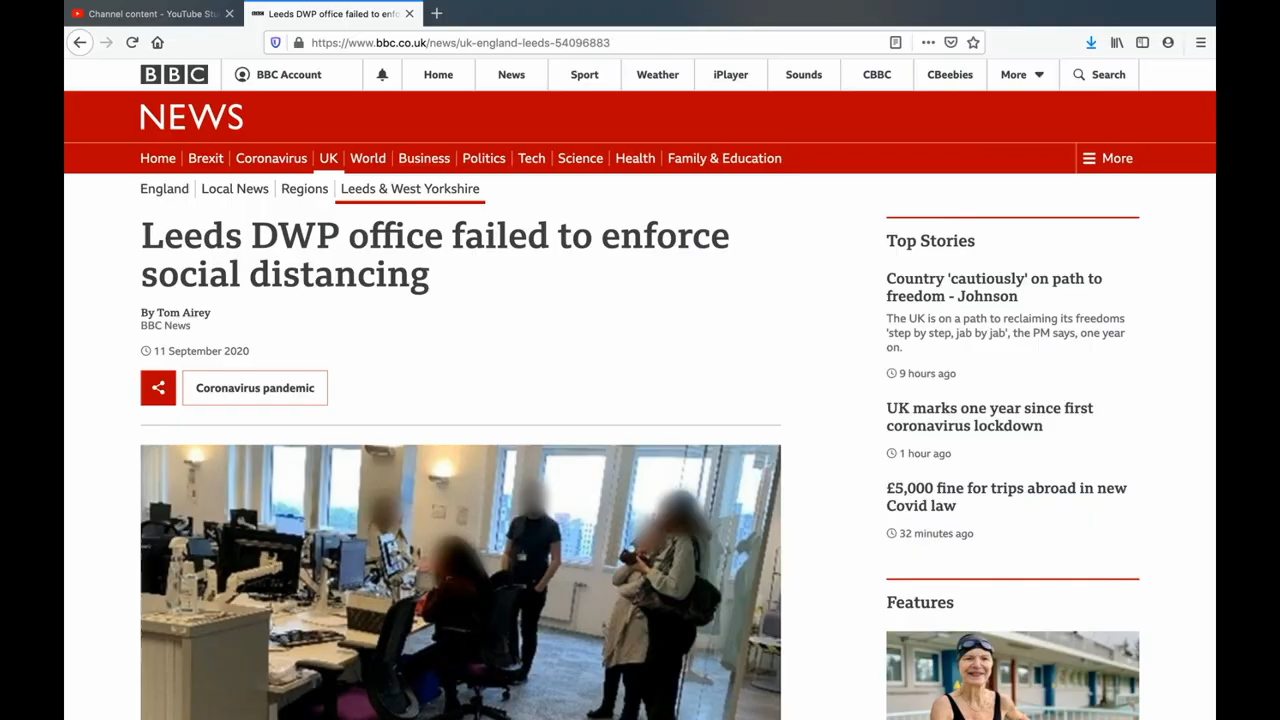 Channel content - YouTube Stu
Leeds DWP office failed to enfo
https://www.bbc.co.uk/news/uk-england-leeds-54096883
BBC
BBC Account
Home
News
Sport
Weather
iPlayer
Sounds
CBBC
CBeebies
More
Search
NEWS
Home
Brexit
Coronavirus
UK
World
Business
Politics
Tech
Science
Health
Family & Education
More
England
Local News
Regions
Leeds & West Yorkshire
Leeds DWP office failed to enforce
social distancing
By Tom Airey
BBC News
11 September 2020
Coronavirus pandemic
Top Stories
Country 'cautiously' on path to
freedom - Johnson
The UK is on a path to reclaiming its freedoms
'step by step, jab by jab', the PM says, one year
on.
9 hours ago
UK marks one year since first
coronavirus lockdown
1 hour ago
£5,000 fine for trips abroad in new
Covid law
32 minutes ago
Features